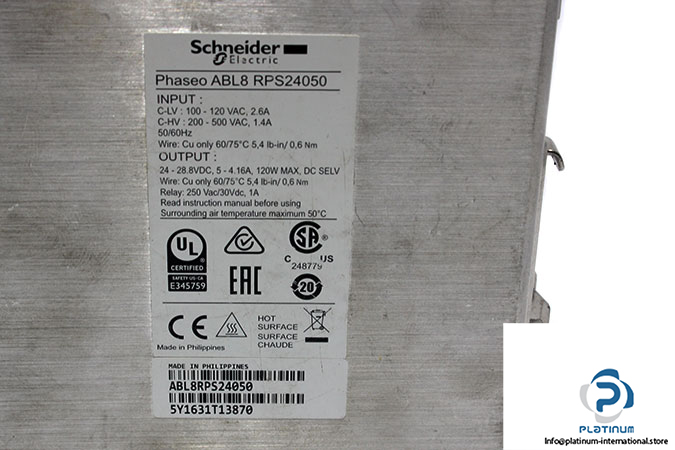 Schneider
Electric
Phaseo ABL8 RPS24050
INPUT :
C-LV : 100 - 120 VAC, 2.6A
C-HV : 200 - 500 VAC, 1.4A
50/60Hz
Wire: Cu only 60/75°C 5,4 lb-in/ 0,6 Nm
OUTPUT :
24 - 28.8VDC, 5 - 4.16A, 120W MAX, DC SELV
Wire: Cu only 60/75°C 5,4 lb-in/ 0,6 Nm
Relay: 250 Vac/30Vdc, 1A
Read instruction manual before using
Surrounding air temperature maximum 50°C
UL
CERTIFIED
SAFETY US-CA
E345759
SA
C US
248779
EAC
20
CE
HOT
SURFACE
SURFACE
CHAUDE
Made in Philippines
MADE IN PHILIPPINES
ABL8RPS24050
5Y1631T13870
PLATINUM
Info@platinum-international.store